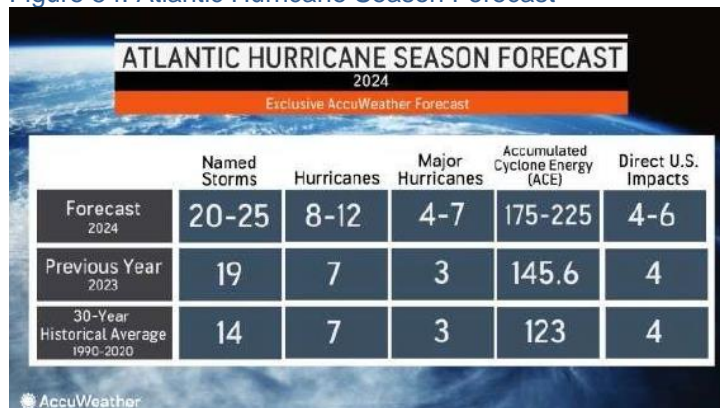 ATLANTIC HURRICANE SEASON FORECAST
2024
Exclusive AccuWeather Forecast
Named Storms Hurricanes Major Hurricanes Accumulated Cyclone Energy (ACE) Direct U.S. Impacts
Forecast 2024 20-25 8-12 4-7 175-225 4-6
Previous Year 2023 19 7 3 145.6 4
30-Year Historical Average 1990-2020 14 7 3 123 4
AccuWeather